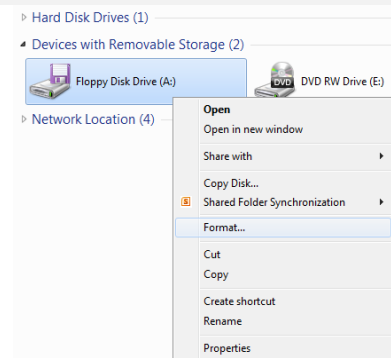 Hard Disk Drives (1)
Devices with Removable Storage (2)
Floppy Disk Drive (A:)
DVD
DVD RW Drive (E:)
Network Location (4)
Open
Open in new window
Share with
Copy Disk...
S
Shared Folder Synchronization
Format...
Cut
Copy
Create shortcut
Rename
Properties